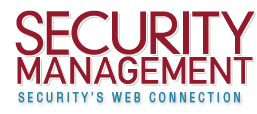 SECURITY
MANAGEMENT
SECURITY'S WEB CONNECTION